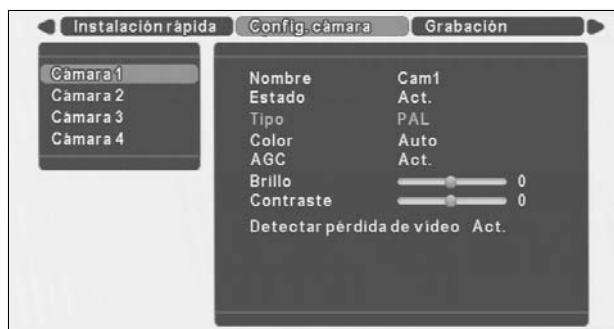 Instalación rápida Config. cámara Grabación
Cámara 1
Cámara 2
Cámara 3
Cámara 4
Nombre Cam1
Estado Act.
Tipo PAL
Color Auto
AGC Act.
Brillo 0
Contraste 0
Detectar pérdida de vídeo Act.